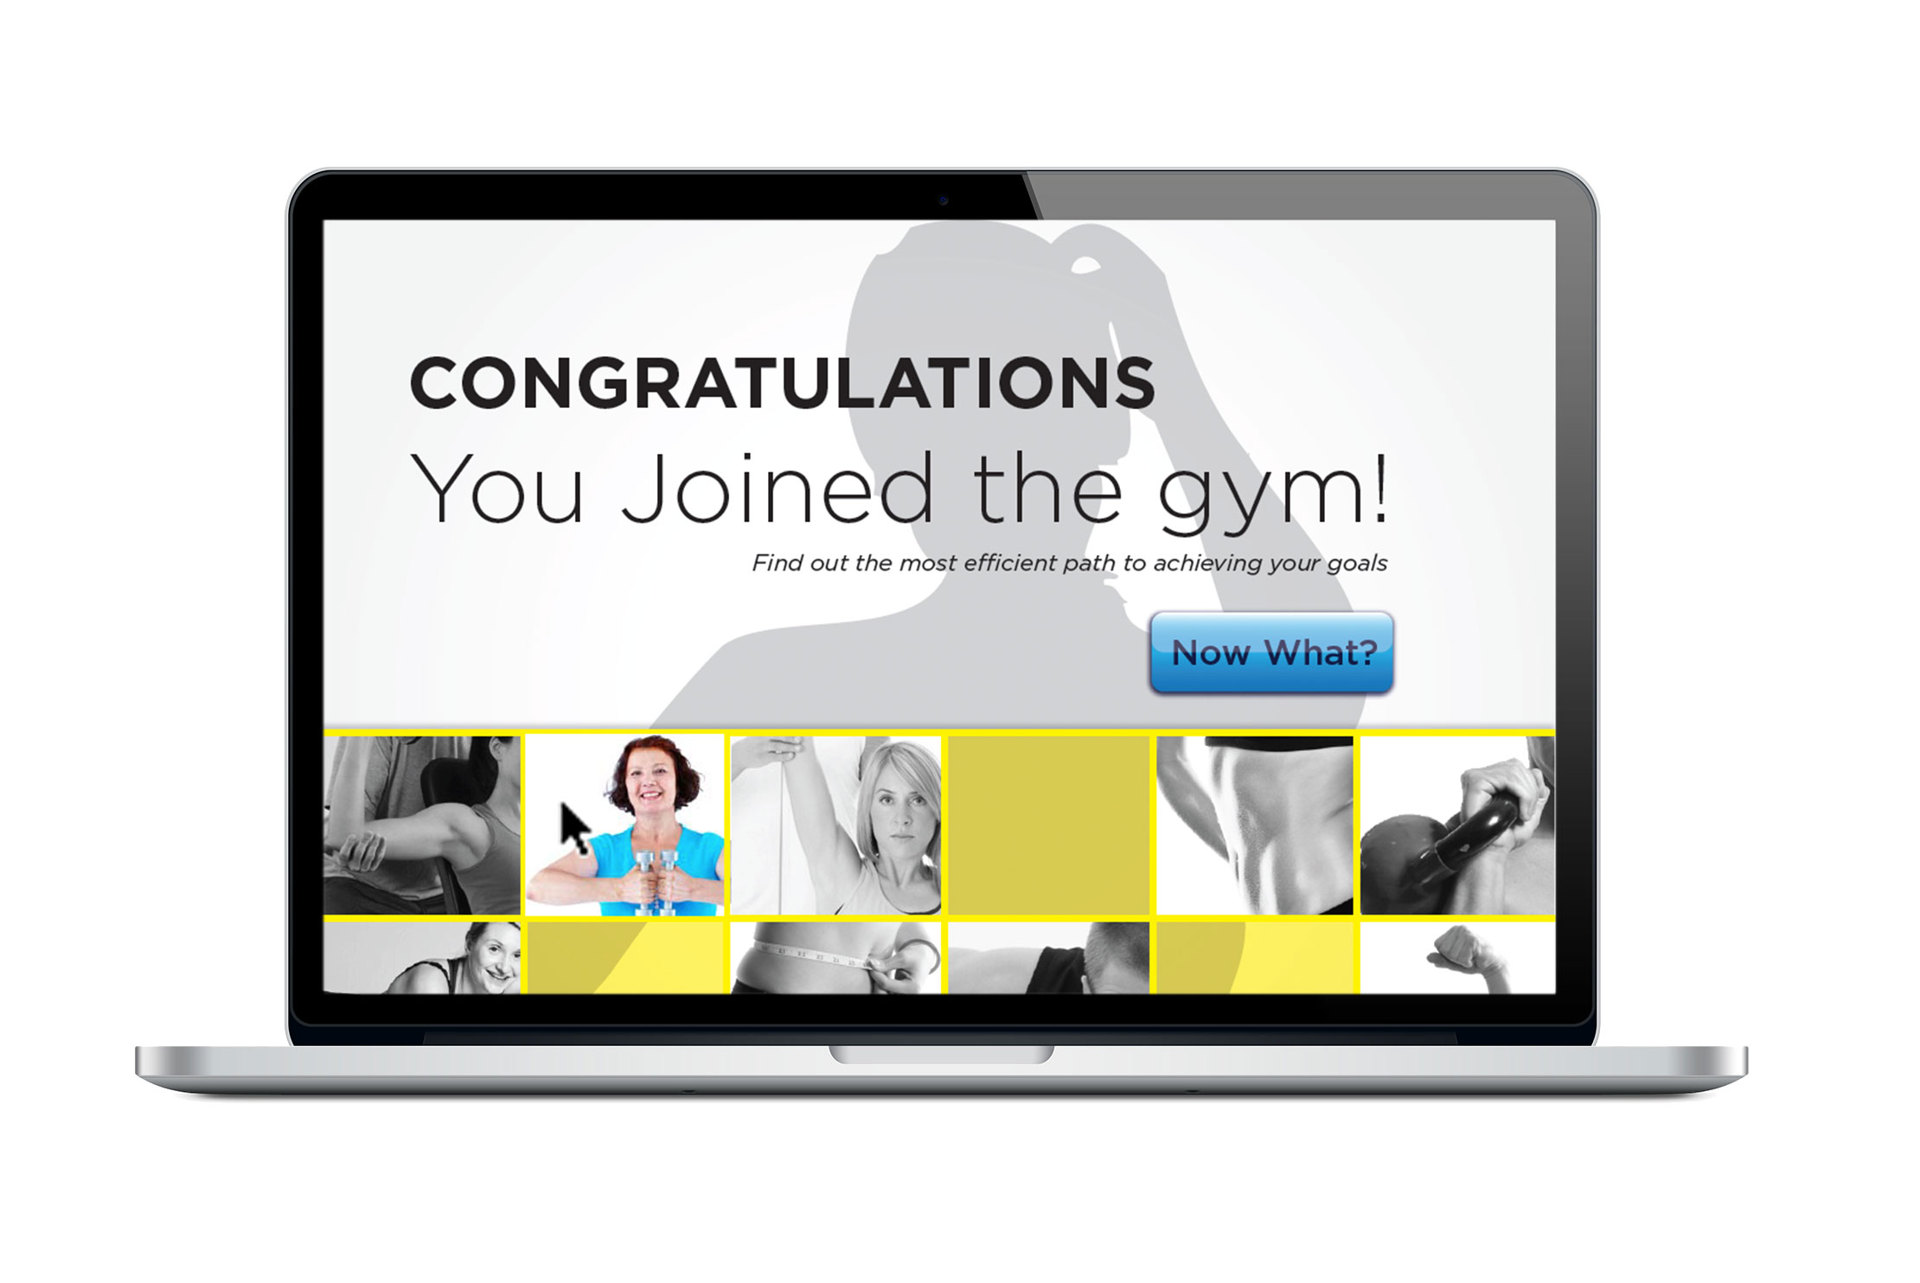 CONGRATULATIONS
You Joined the gym!
Find out the most efficient path to achieving your goals
Now What?